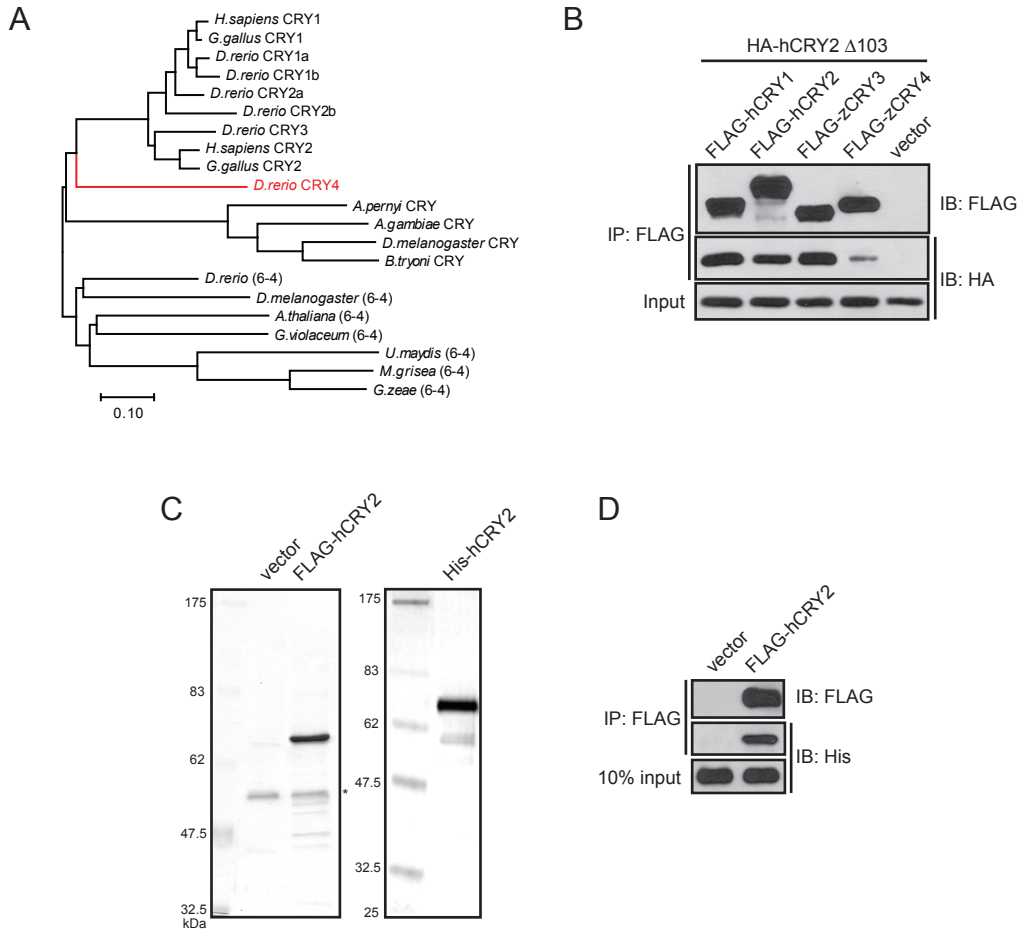 A
H.sapiens CRY1
G.gallus CRY1
D.rerio CRY1a
D.rerio CRY1b
D.rerio CRY2a
D.rerio CRY2b
D.rerio CRY3
H.sapiens CRY2
G.gallus CRY2
D.rerio CRY4
A.pernyi CRY
A.gambiae CRY
D.melanogaster CRY
B.tryoni CRY
D.rerio (6-4)
D.melanogaster (6-4)
A.thaliana (6-4)
G.violaceum (6-4)
U.maydis (6-4)
M.grisea (6-4)
G.zeae (6-4)
0.10
B
HA-hCRY2 Δ103
FLAG-hCRY1
FLAG-hCRY2
FLAG-zCRY3
FLAG-zCRY4
vector
IP: FLAG
IB: FLAG
IB: HA
Input
C
vector
FLAG-hCRY2
175
83
62
47.5
32.5
kDa
*
His-hCRY2
175
83
62
47.5
32.5
25
D
vector
FLAG-hCRY2
IP: FLAG
IB: FLAG
IB: His
10% input